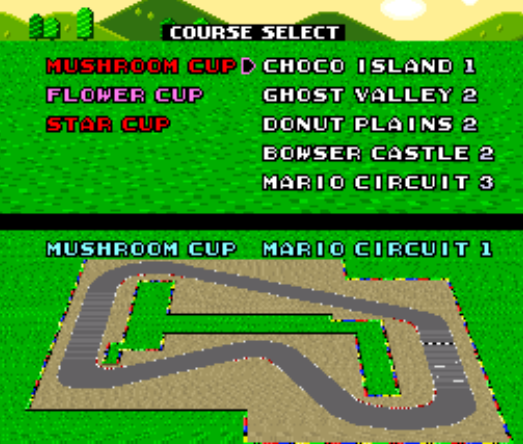 COURSE SELECT
MUSHROOM CUP CHOCO ISLAND 1
FLOWER CUP GHOST VALLEY 2
STAR CUP DONUT PLAINS 2
BOWSER CASTLE 2
MARIO CIRCUIT 3
MUSHROOM CUP MARIO CIRCUIT 1